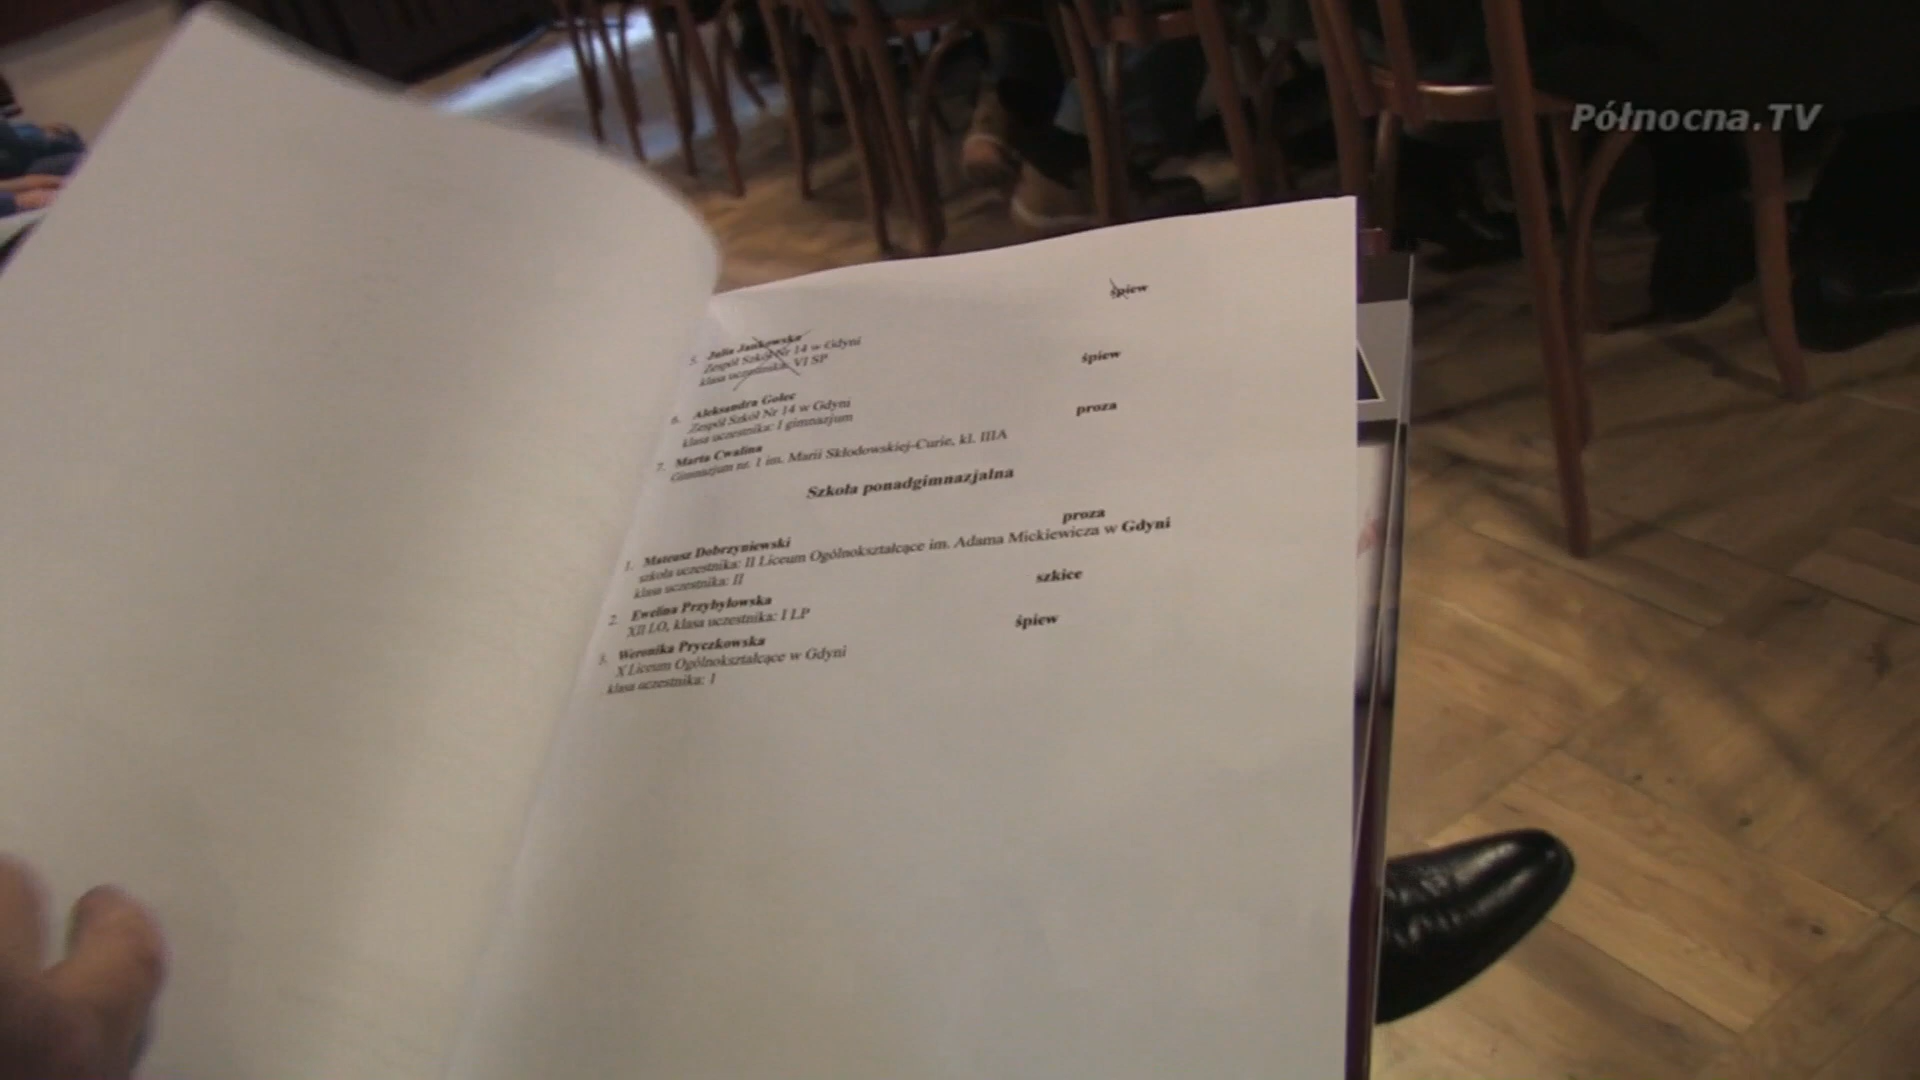 Północna.TV
śpiew
5. Julia Jankowska
Zespół Szkół Nr 14 w Gdyni
klasa uczestnika: VI SP
śpiew
6. Aleksandra Golec
Zespół Szkół Nr 14 w Gdyni
klasa uczestnika: I gimnazjum
proza
7. Marta Cwalina
Gimnazjum nr. 1 im. Marii Skłodowskiej-Curie, kl. IIIA
Szkoła ponadgimnazjalna
proza
1. Mateusz Dobrzyniewski
szkoła uczestnika: II Liceum Ogólnokształcące im. Adama Mickiewicza w Gdyni
klasa uczestnika: II
szkice
2. Ewelina Przybyłowska
XII LO, klasa uczestnika: I LP
śpiew
3. Weronika Pryczkowska
X Liceum Ogólnokształcące w Gdyni
klasa uczestnika: I